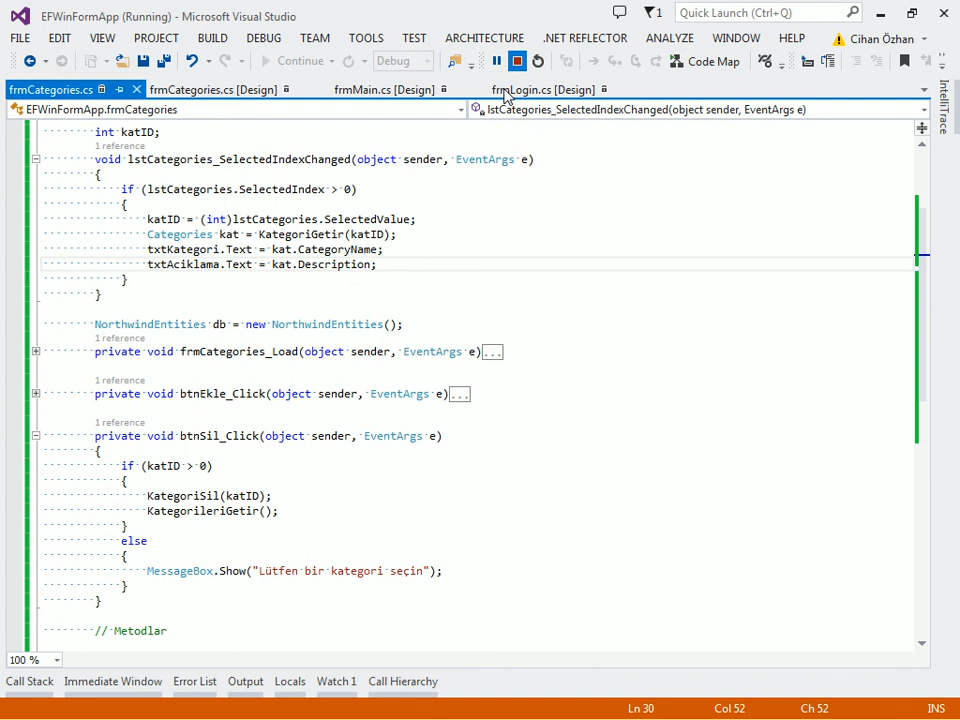 EFWinFormApp (Running) - Microsoft Visual Studio
1
Quick Launch (Ctrl+Q)
FILE EDIT VIEW PROJECT BUILD DEBUG TEAM TOOLS TEST ARCHITECTURE .NET REFLECTOR ANALYZE WINDOW HELP Cihan Özhan
Continue Debug Code Map
frmCategories.cs frmCategories.cs [Design] frmMain.cs [Design] frmLogin.cs [Design]
EFWinFormApp.frmCategories lstCategories_SelectedIndexChanged(object sender, EventArgs e)
IntelliTrace
int katID;
1 reference
void lstCategories_SelectedIndexChanged(object sender, EventArgs e)
{
if (lstCategories.SelectedIndex > 0)
{
katID = (int)lstCategories.SelectedValue;
Categories kat = KategoriGetir(katID);
txtKategori.Text = kat.CategoryName;
txtAciklama.Text = kat.Description;
}
}
NorthwindEntities db = new NorthwindEntities();
1 reference
private void frmCategories_Load(object sender, EventArgs e)...
1 reference
private void btnEkle_Click(object sender, EventArgs e)...
1 reference
private void btnSil_Click(object sender, EventArgs e)
{
if (katID > 0)
{
KategoriSil(katID);
KategorileriGetir();
}
else
{
MessageBox.Show("Lütfen bir kategori seçin");
}
}
// Metodlar
100 %
Call Stack Immediate Window Error List Output Locals Watch 1 Call Hierarchy
Ln 30 Col 52 Ch 52 INS